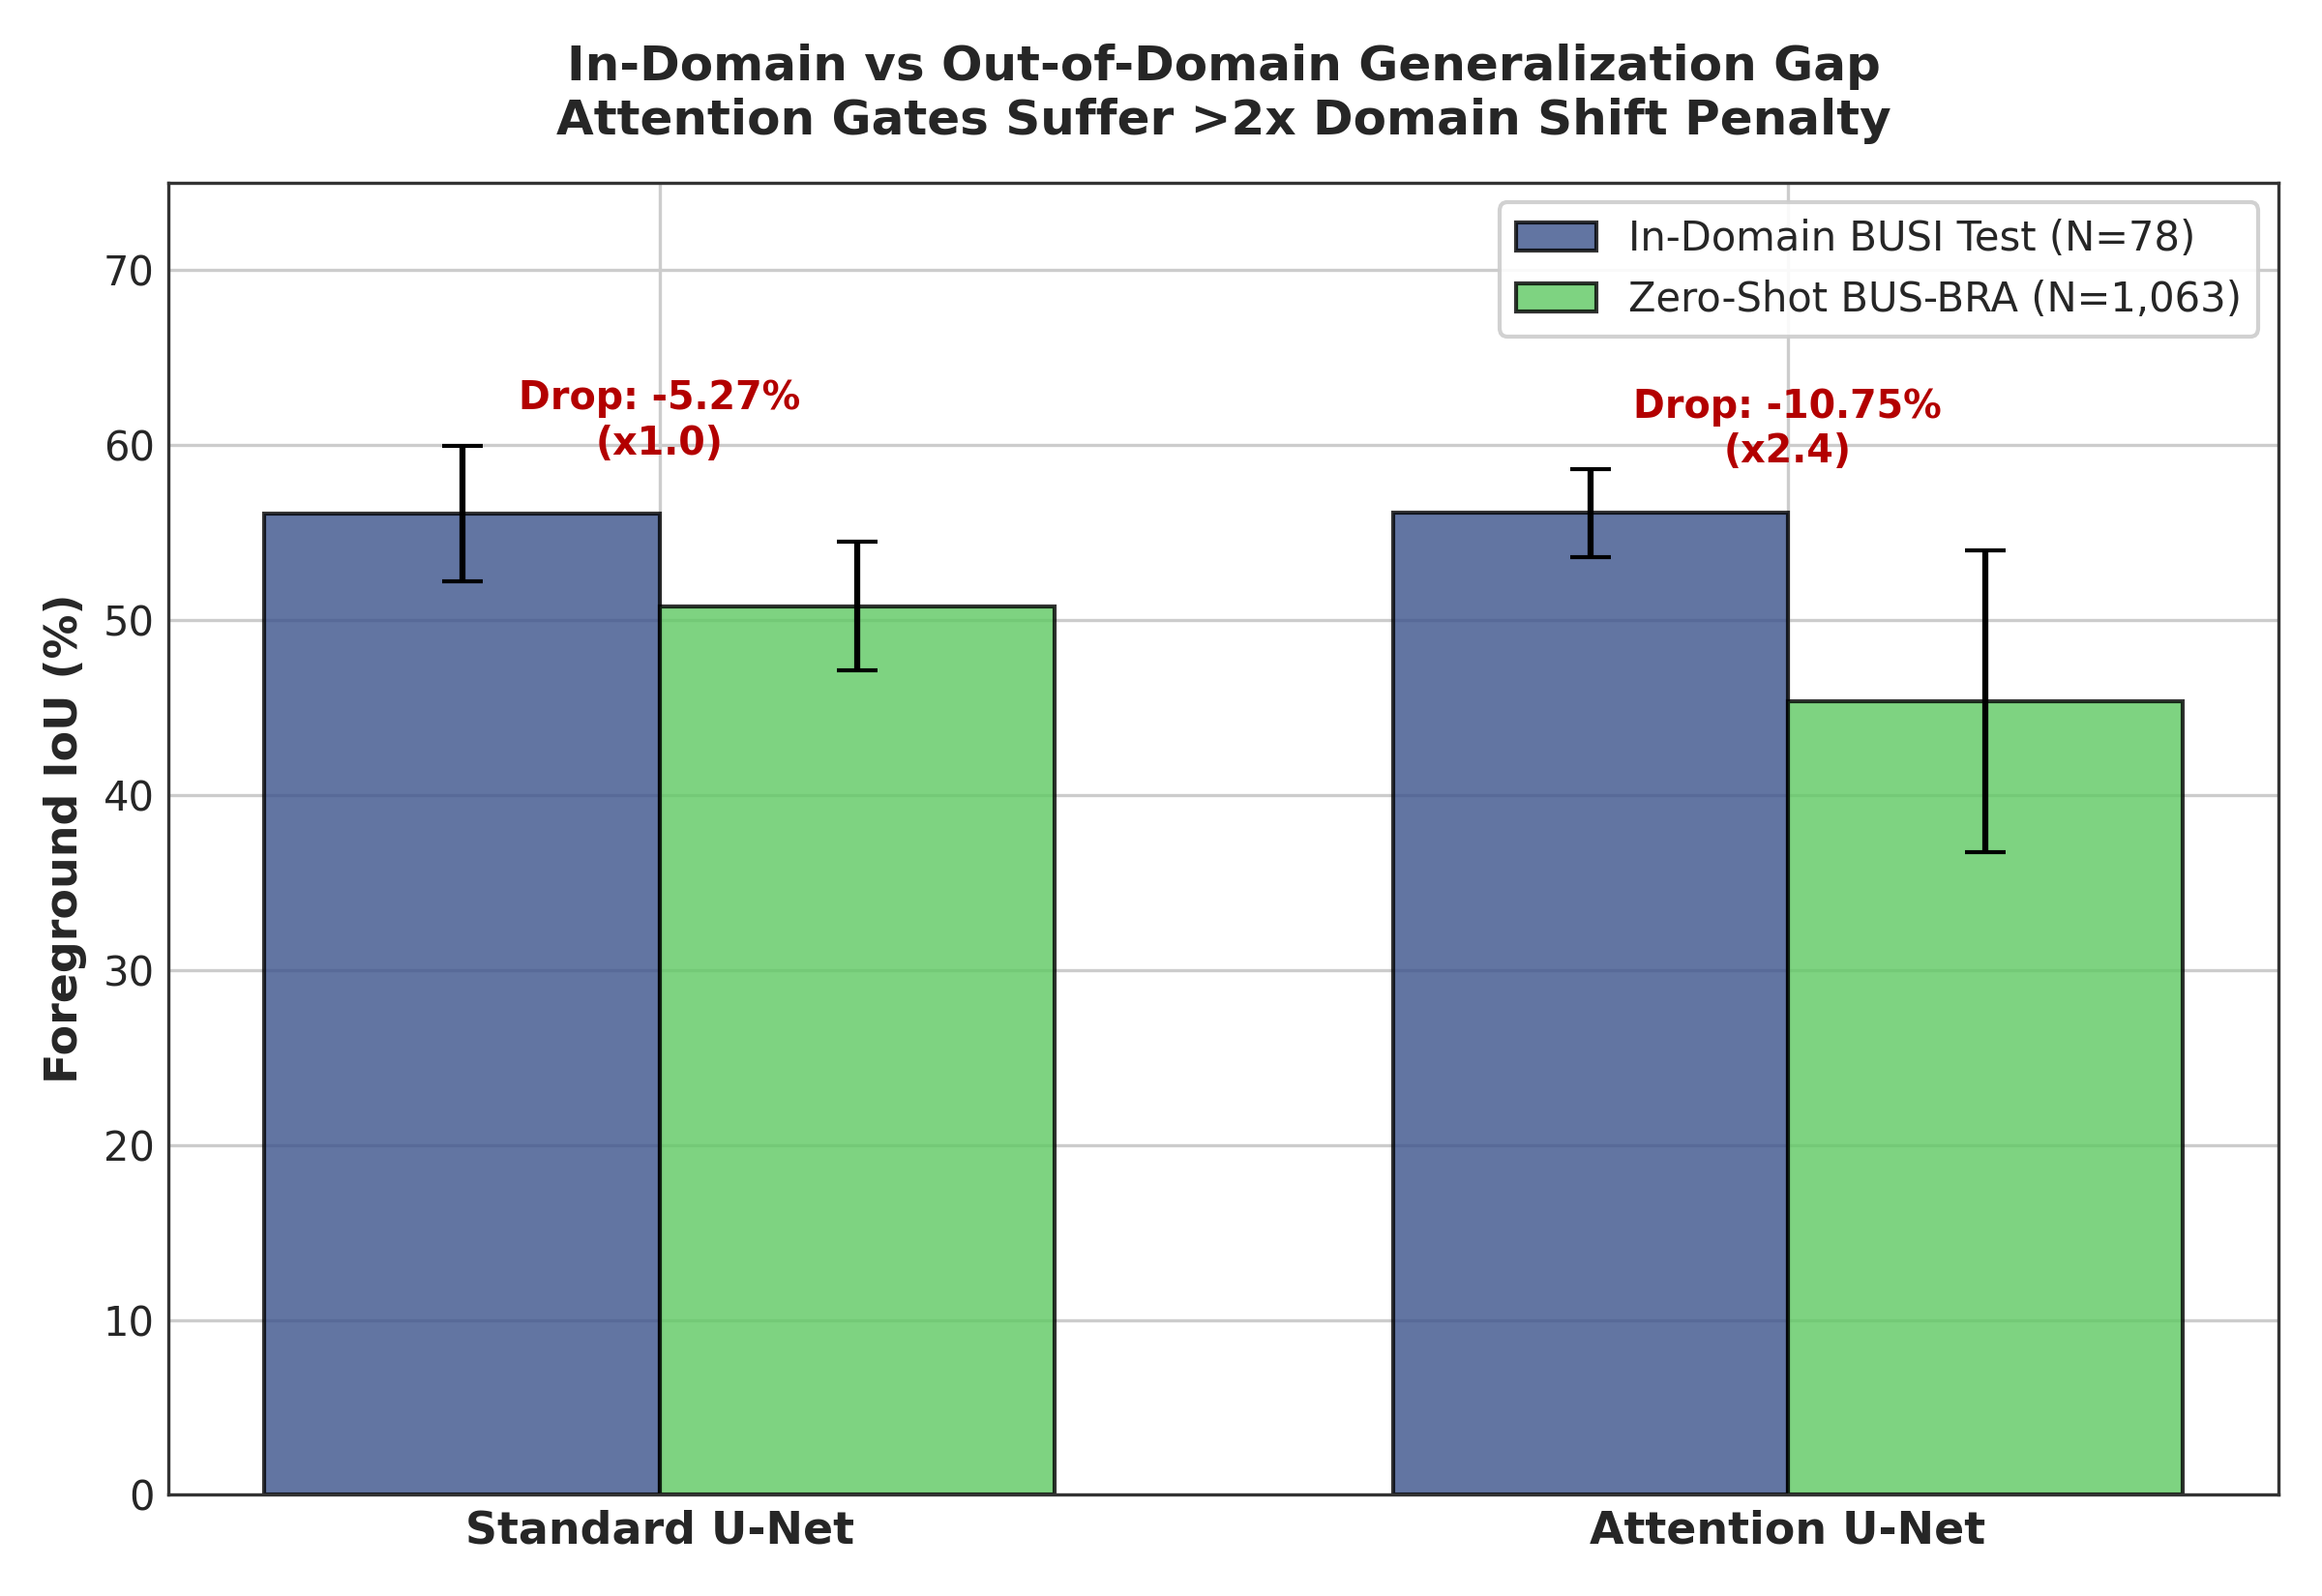 In-Domain vs Out-of-Domain Generalization Gap
Attention Gates Suffer >2x Domain Shift Penalty
In-Domain BUSI Test (N=78)
Zero-Shot BUS-BRA (N=1,063)
Drop: -5.27%
(x1.0)
Drop: -10.75%
(x2.4)
Foreground IoU (%)
70
60
50
40
30
20
10
0
Standard U-Net
Attention U-Net